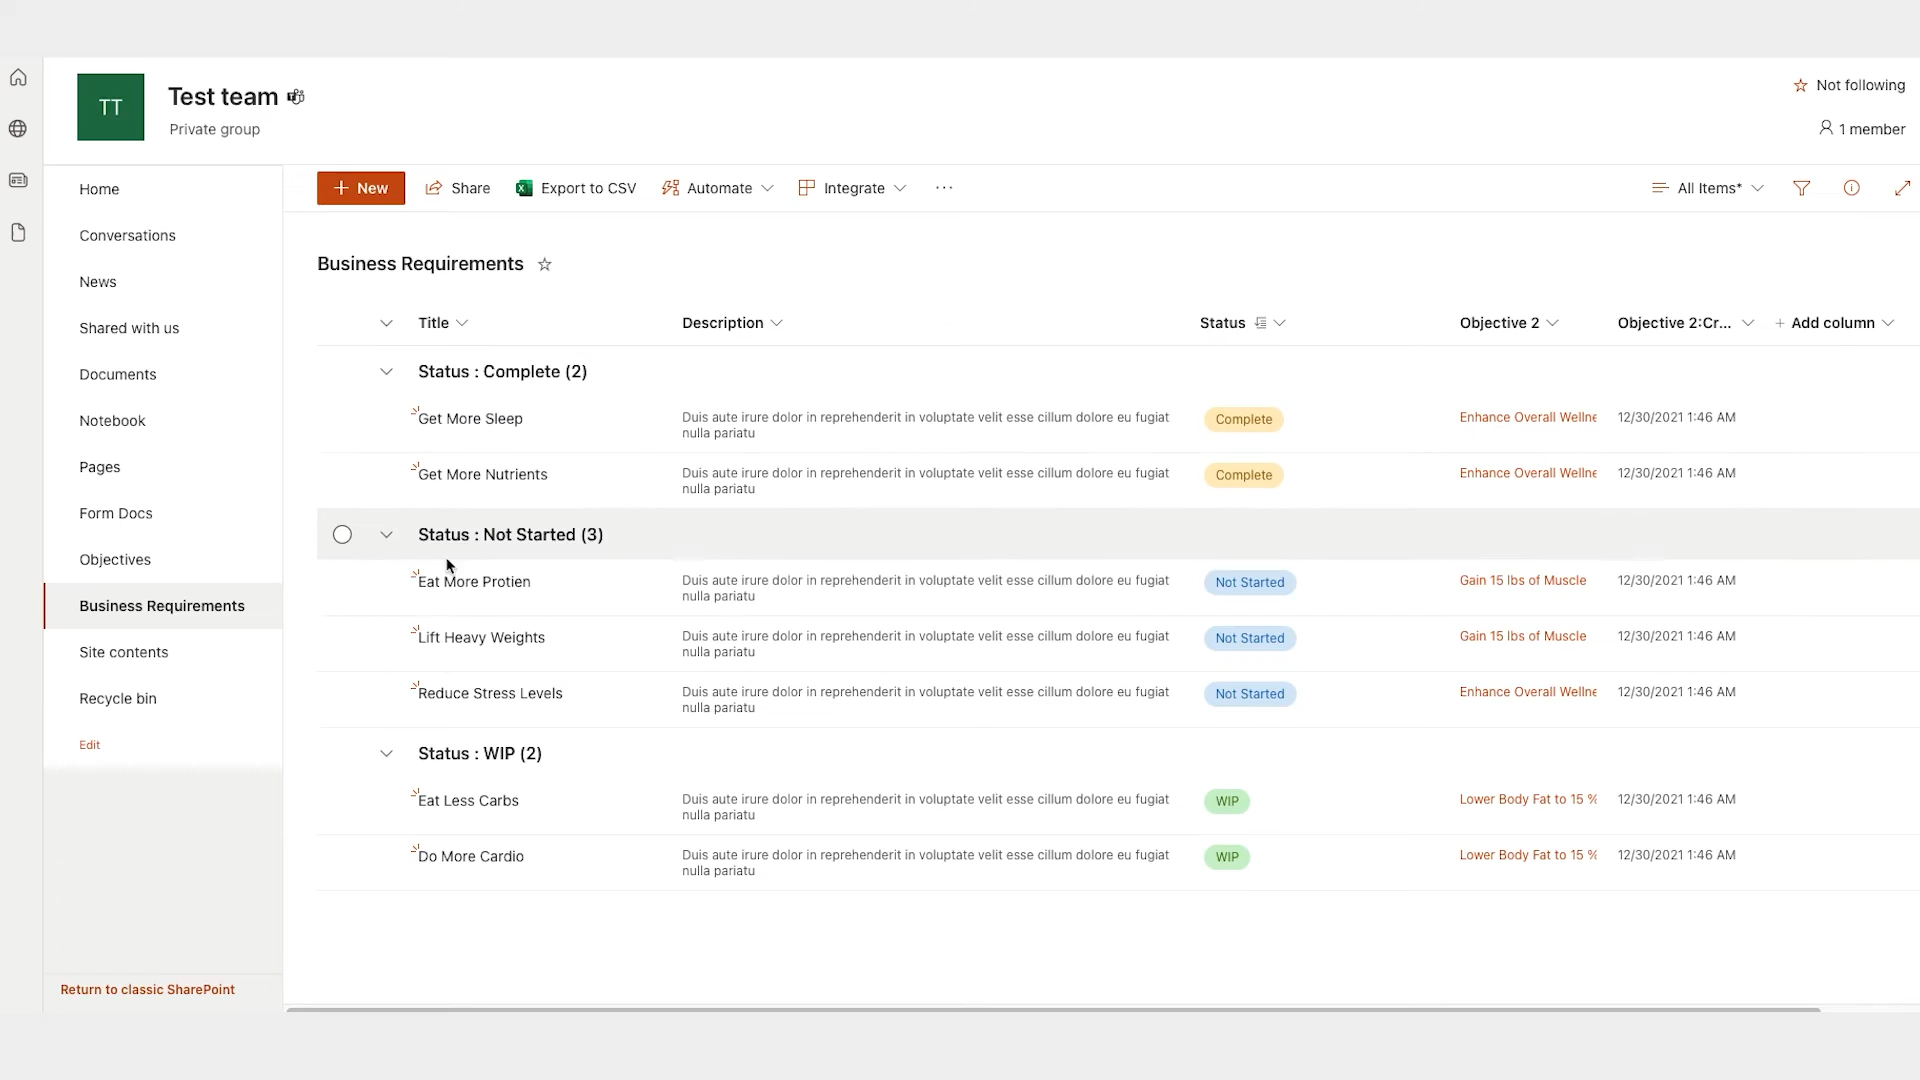 TT
Test team
Private group
Not following
1 member
Home
Conversations
News
Shared with us
Documents
Notebook
Pages
Form Docs
Objectives
Business Requirements
Site contents
Recycle bin
Edit
Return to classic SharePoint
+ New
Share
Export to CSV
Automate
Integrate
...
All Items*
Business Requirements
Title
Description
Status
Objective 2
Objective 2:Cr...
+ Add column
Status : Complete (2)
Get More Sleep
Duis aute irure dolor in reprehenderit in voluptate velit esse cillum dolore eu fugiat
nulla pariatu
Complete
Enhance Overall Wellne
12/30/2021 1:46 AM
Get More Nutrients
Duis aute irure dolor in reprehenderit in voluptate velit esse cillum dolore eu fugiat
nulla pariatu
Complete
Enhance Overall Wellne
12/30/2021 1:46 AM
Status : Not Started (3)
Eat More Protien
Duis aute irure dolor in reprehenderit in voluptate velit esse cillum dolore eu fugiat
nulla pariatu
Not Started
Gain 15 lbs of Muscle
12/30/2021 1:46 AM
Lift Heavy Weights
Duis aute irure dolor in reprehenderit in voluptate velit esse cillum dolore eu fugiat
nulla pariatu
Not Started
Gain 15 lbs of Muscle
12/30/2021 1:46 AM
Reduce Stress Levels
Duis aute irure dolor in reprehenderit in voluptate velit esse cillum dolore eu fugiat
nulla pariatu
Not Started
Enhance Overall Wellne
12/30/2021 1:46 AM
Status : WIP (2)
Eat Less Carbs
Duis aute irure dolor in reprehenderit in voluptate velit esse cillum dolore eu fugiat
nulla pariatu
WIP
Lower Body Fat to 15 %
12/30/2021 1:46 AM
Do More Cardio
Duis aute irure dolor in reprehenderit in voluptate velit esse cillum dolore eu fugiat
nulla pariatu
WIP
Lower Body Fat to 15 %
12/30/2021 1:46 AM